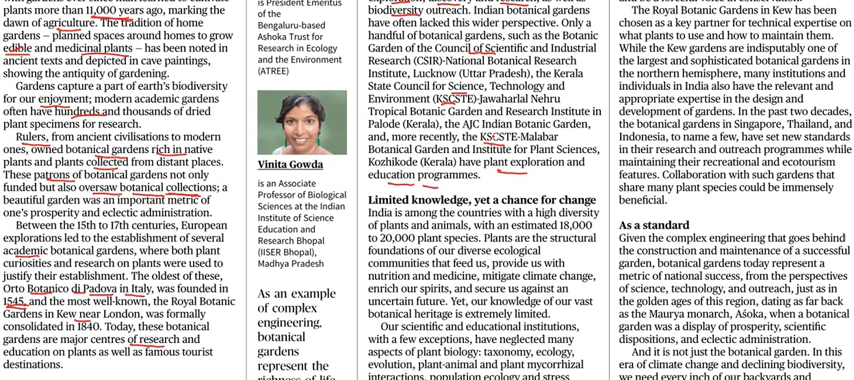 plants more than 11,000 years ago, marking the
dawn of agriculture. The tradition of home
gardens — planned spaces around homes to grow
edible and medicinal plants — has been noted in
ancient texts and depicted in cave paintings,
showing the antiquity of gardening.
Gardens capture a part of earth's biodiversity
for our enjoyment; modern academic gardens
often have hundreds and thousands of dried
plant specimens for research.
Rulers, from ancient civilisations to modern
ones, owned botanical gardens rich in native
plants and plants collected from distant places.
These patrons of botanical gardens not only
funded but also oversaw botanical collections; a
beautiful garden was an important metric of
one's prosperity and eclectic administration.
Between the 15th to 17th centuries, European
explorations led to the establishment of several
academic botanical gardens, where both plant
curiosities and research on plants were used to
justify their establishment. The oldest of these,
Orto Botanico di Padova in Italy, was founded in
1545, and the most well-known, the Royal Botanic
Gardens in Kew near London, was formally
consolidated in 1840. Today, these botanical
gardens are major centres of research and
education on plants as well as famous tourist
destinations.
is President Emeritus
of the
Bengaluru-based
Ashoka Trust for
Research in Ecology
and the Environment
(ATREE)
Vinita Gowda
is an Associate
Professor of Biological
Sciences at the Indian
Institute of Science
Education and
Research Bhopal
(IISER Bhopal),
Madhya Pradesh
As an example
of complex
engineering,
botanical
gardens
represent the
richness of life
biodiversity outreach. Indian botanical gardens
have often lacked this wider perspective. Only a
handful of botanical gardens, such as the Botanic
Garden of the Council of Scientific and Industrial
Research (CSIR)-National Botanical Research
Institute, Lucknow (Uttar Pradesh), the Kerala
State Council for Science, Technology and
Environment (KSCSTE)-Jawaharlal Nehru
Tropical Botanic Garden and Research Institute in
Palode (Kerala), the AJC Indian Botanic Garden,
and, more recently, the KSCSTE-Malabar
Botanical Garden and Institute for Plant Sciences,
Kozhikode (Kerala) have plant exploration and
education programmes.
Limited knowledge, yet a chance for change
India is among the countries with a high diversity
of plants and animals, with an estimated 18,000
to 20,000 plant species. Plants are the structural
foundations of our diverse ecological
communities that feed us, provide us with
nutrition and medicine, mitigate climate change,
enrich our spirits, and secure us against an
uncertain future. Yet, our knowledge of our vast
botanical heritage is extremely limited.
Our scientific and educational institutions,
with a few exceptions, have neglected many
aspects of plant biology: taxonomy, ecology,
evolution, plant-animal and plant mycorrhizal
interactions, population ecology and stress
The Royal Botanic Gardens in Kew has been
chosen as a key partner for technical expertise on
what plants to use and how to maintain them.
While the Kew gardens are indisputably one of
the largest and sophisticated botanical gardens in
the northern hemisphere, many institutions and
individuals in India also have the relevant and
appropriate expertise in the design and
development of gardens. In the past two decades,
the botanical gardens in Singapore, Thailand, and
Indonesia, to name a few, have set new standards
in their research and outreach programmes while
maintaining their recreational and ecotourism
features. Collaboration with such gardens that
share many plant species could be immensely
beneficial.
As a standard
Given the complex engineering that goes behind
the construction and maintenance of a successful
garden, botanical gardens today represent a
metric of national success, from the perspectives
of science, technology, and outreach, just as in
the golden ages of this region, dating as far back
as the Maurya monarch, Aśoka, when a botanical
garden was a display of prosperity, scientific
dispositions, and eclectic administration.
And it is not just the botanical garden. In this
era of climate change and declining biodiversity,
we need every inch of our backyards and